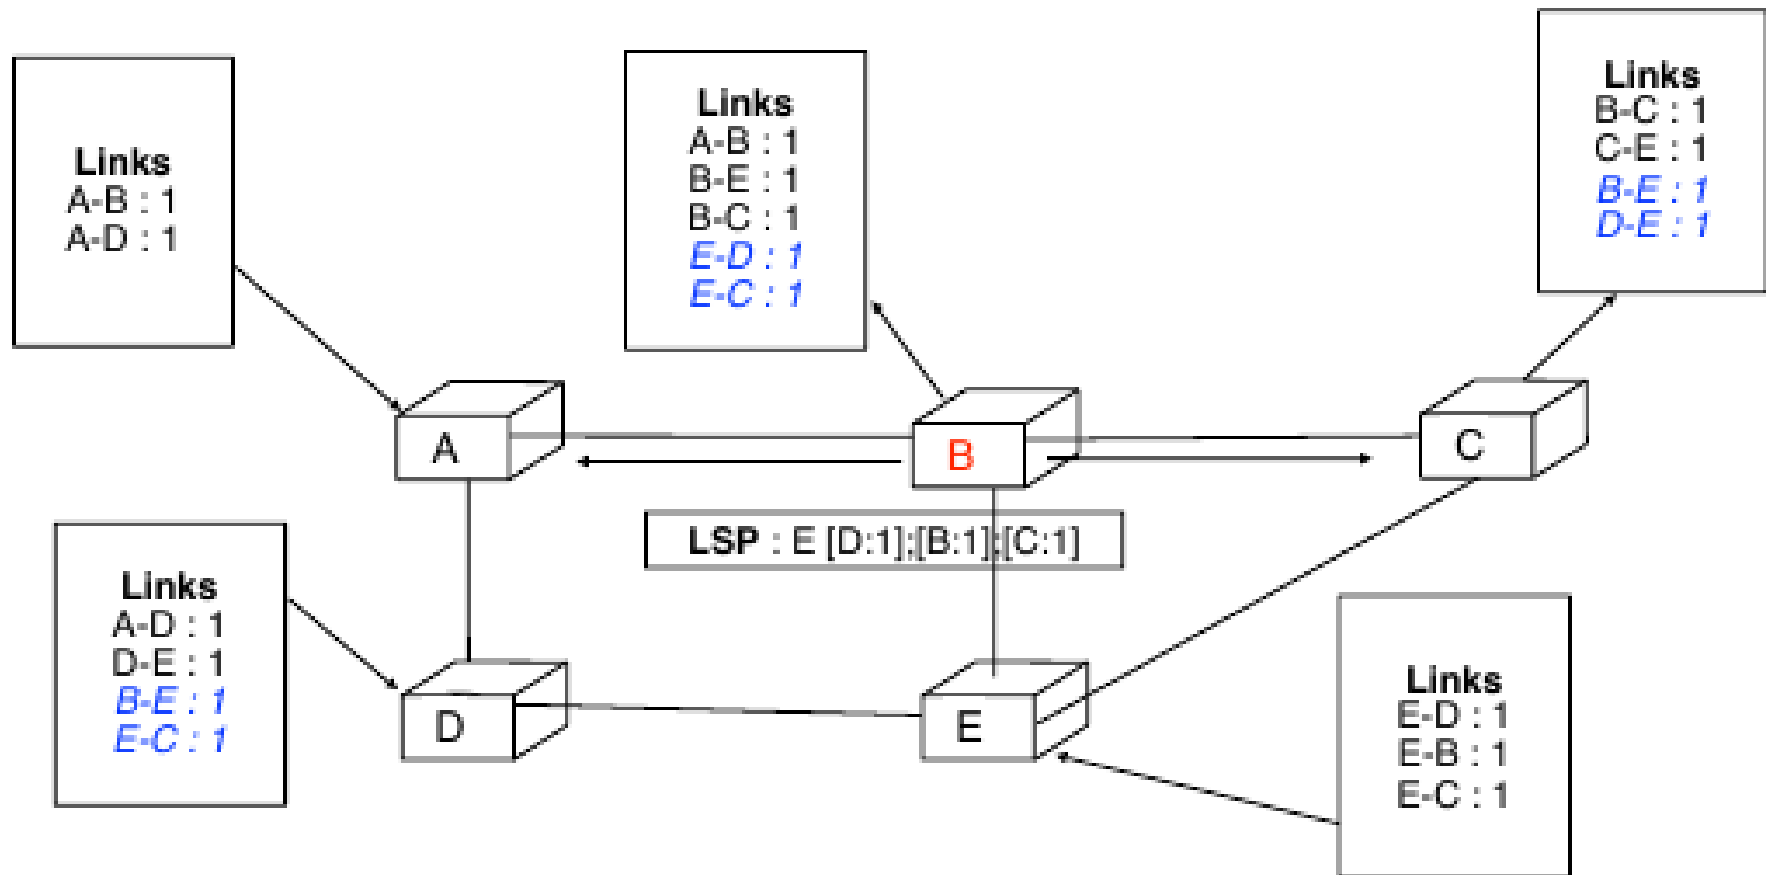 Links
A-B : 1
A-D : 1
Links
A-B : 1
B-E : 1
B-C : 1
E-D : 1
E-C : 1
Links
B-C : 1
C-E : 1
B-E : 1
D-E : 1
A
B
C
LSP : E [D:1];[B:1];[C:1]
Links
A-D : 1
D-E : 1
B-E : 1
E-C : 1
D
E
Links
E-D : 1
E-B : 1
E-C : 1